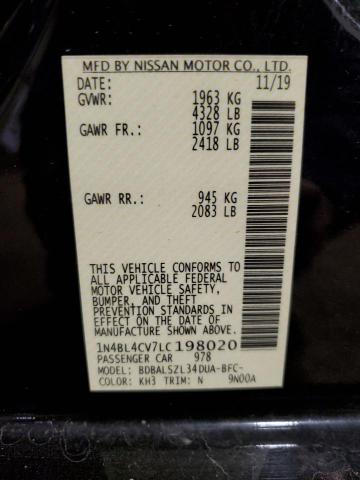 MFD BY NISSAN MOTOR CO., LTD.
DATE: 11/19
GVWR: 1963 KG
4328 LB
GAWR FR.: 1097 KG
2418 LB
GAWR RR.: 945 KG
2083 LB
THIS VEHICLE CONFORMS TO
ALL APPLICABLE FEDERAL
MOTOR VEHICLE SAFETY,
BUMPER, AND THEFT
PREVENTION STANDARDS IN
EFFECT ON THE DATE OF
MANUFACTURE SHOWN ABOVE.
1N4BL4CV7LC198020
PASSENGER CAR 978
MODEL: BDBALSZL34DUA-BFC-
COLOR: KH3 TRIM: N 9N00A